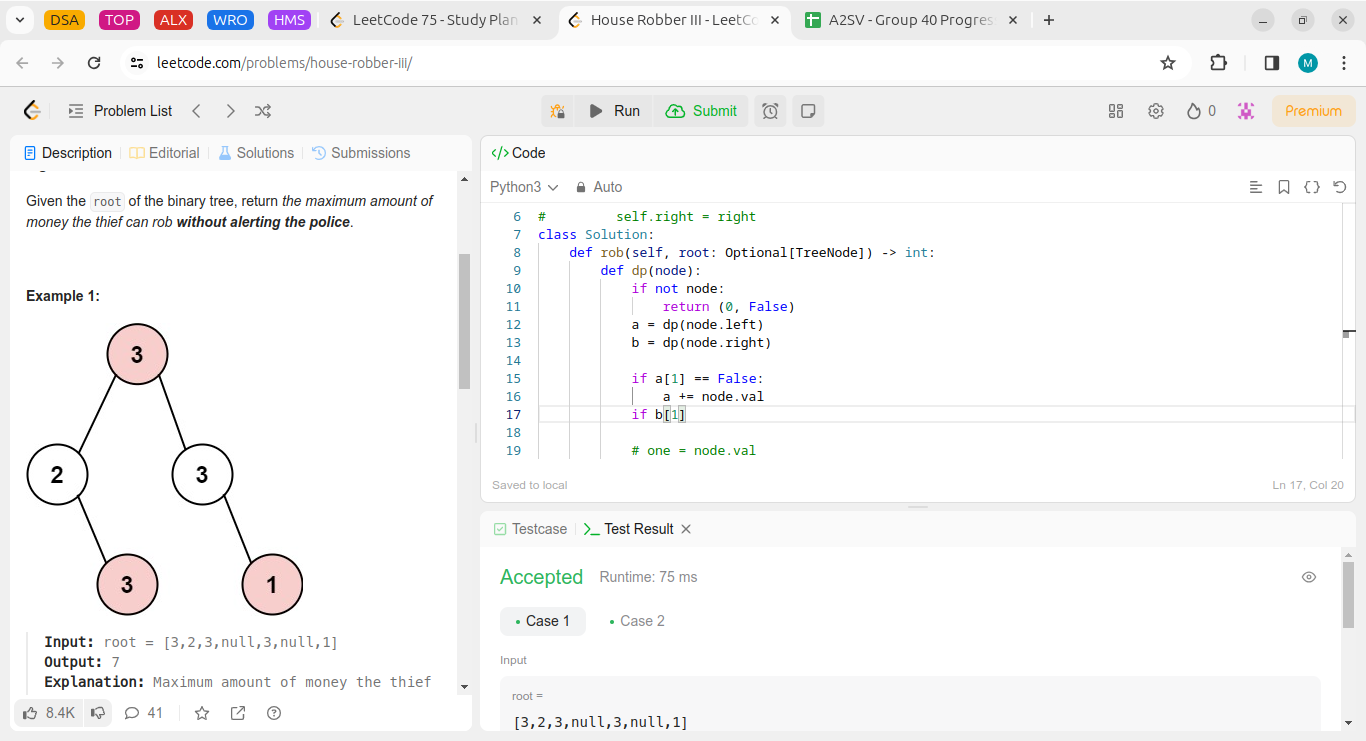 DSA TOP ALX WRO HMS LeetCode 75 - Study Plan House Robber III - LeetCo A2SV - Group 40 Progres
leetcode.com/problems/house-robber-iii/ M
Problem List Run Submit 0 Premium
Description Editorial Solutions Submissions
Given the root of the binary tree, return the maximum amount of
money the thief can rob without alerting the police.
Example 1:
3
2 3
3 1
Input: root = [3,2,3,null,3,null,1]
Output: 7
Explanation: Maximum amount of money the thief
8.4K 41
</> Code
Python3 Auto
6 # self.right = right
7 class Solution:
8 def rob(self, root: Optional[TreeNode]) -> int:
9 def dp(node):
10 if not node:
11 return (0, False)
12 a = dp(node.left)
13 b = dp(node.right)
14
15 if a[1] == False:
16 a += node.val
17 if b[1]
18
19 # one = node.val
Saved to local Ln 17, Col 20
Testcase Test Result
Accepted Runtime: 75 ms
Case 1 Case 2
Input
root =
[3,2,3,null,3,null,1]